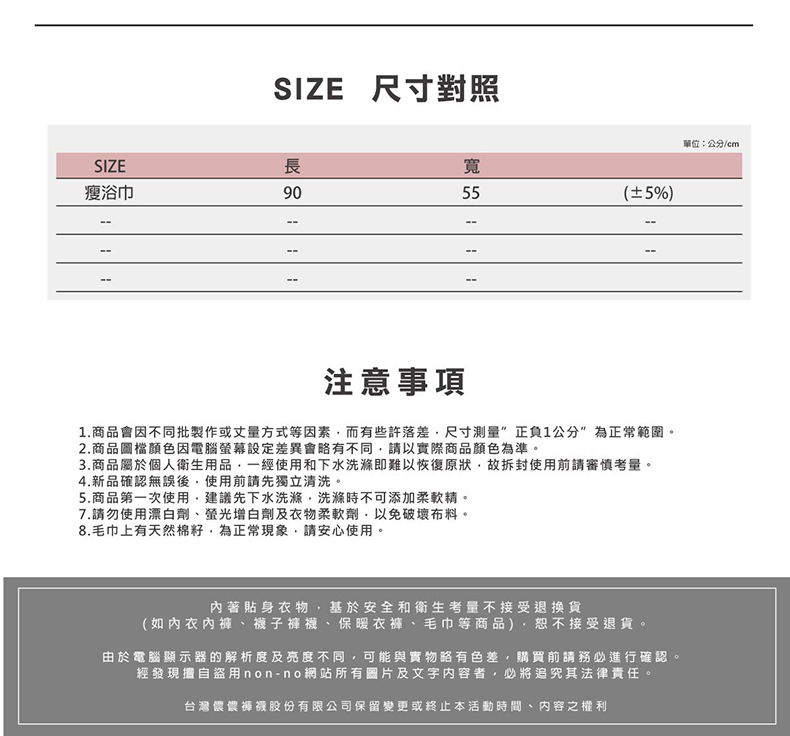 SIZE 尺寸對照
單位：公分/cm
SIZE 長 寬
瘦浴巾 90 55 (±5%)
-- -- -- --
-- -- -- --
-- -- --
注意事項
1.商品會因不同批製作或丈量方式等因素，而有些許落差，尺寸測量”正負1公分”為正常範圍。
2.商品圖檔顏色因電腦螢幕設定差異會略有不同，請以實際商品顏色為準。
3.商品屬於個人衛生用品，一經使用和下水洗滌即難以恢復原狀，故拆封使用前請審慎考量。
4.新品確認無誤後，使用前請先獨立清洗。
5.商品第一次使用，建議先下水洗滌，洗滌時不可添加柔軟精。
7.請勿使用漂白劑、螢光增白劑及衣物柔軟劑，以免破壞布料。
8.毛巾上有天然棉籽，為正常現象，請安心使用。
內著貼身衣物，基於安全和衛生考量不接受退換貨
(如內衣內褲、襪子褲襪、保暖衣褲、毛巾等商品)，恕不接受退貨。
由於電腦顯示器的解析度及亮度不同，可能與實物略有色差，購買前請務必進行確認。
經發現擅自盜用non-no網站所有圖片及文字內容者，必將追究其法律責任。
台灣儂儂褲襪股份有限公司保留變更或終止本活動時間、內容之權利